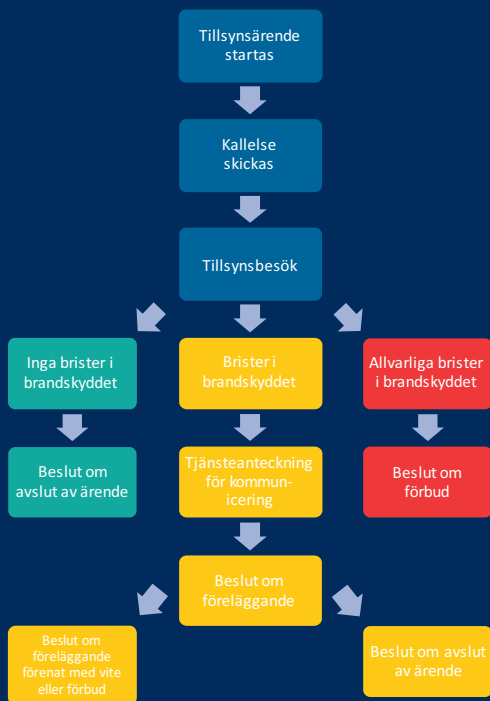 Tillsynsärende
startas
Kallelse
skickas
Tillsynsbesök
Inga brister i
brandskyddet
Brister i
brandskyddet
Allvarliga brister
i brandskyddet
Beslut om
avslut av ärende
Tjänsteanteckning
för kommun-
icering
Beslut om
förbud
Beslut om
föreläggande
Beslut om
föreläggande
förenat med vite
eller förbud
Beslut om avslut
av ärende